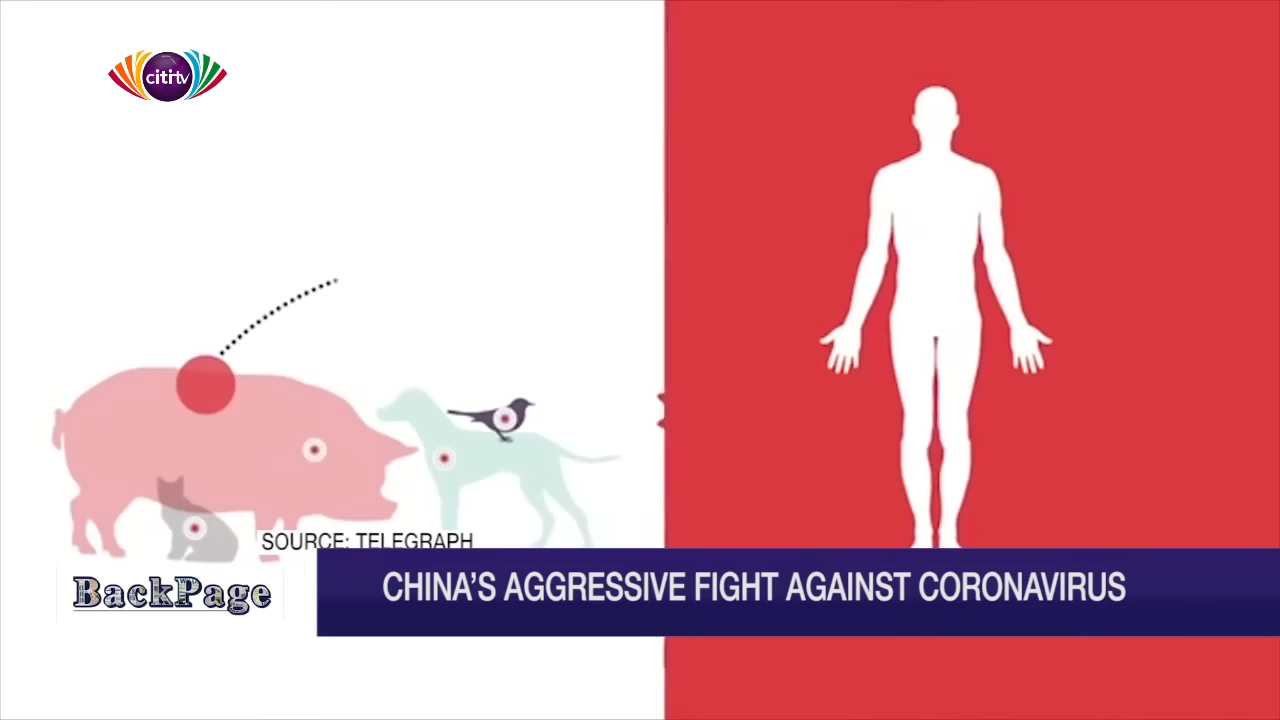 citi tv
SOURCE: TELEGRAPH
BackPage
CHINA'S AGGRESSIVE FIGHT AGAINST CORONAVIRUS